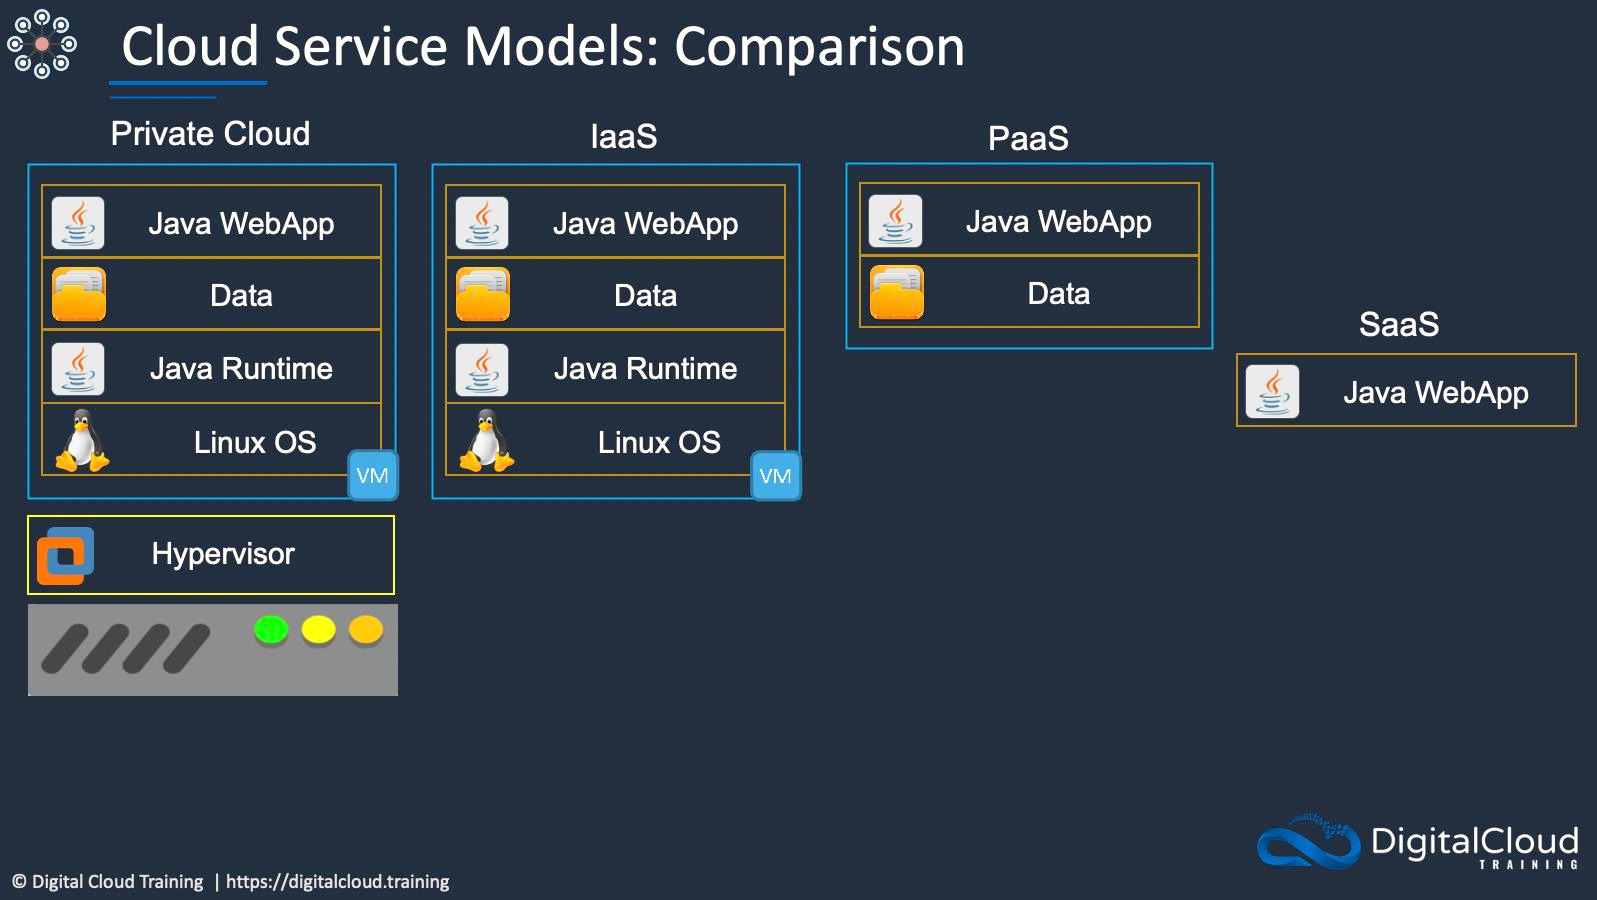 Cloud Service Models: Comparison
Private Cloud
Java WebApp
Data
Java Runtime
Linux OS
VM
Hypervisor
IaaS
Java WebApp
Data
Java Runtime
Linux OS
VM
PaaS
Java WebApp
Data
SaaS
Java WebApp
DigitalCloud
TRAINING
© Digital Cloud Training | https://digitalcloud.training